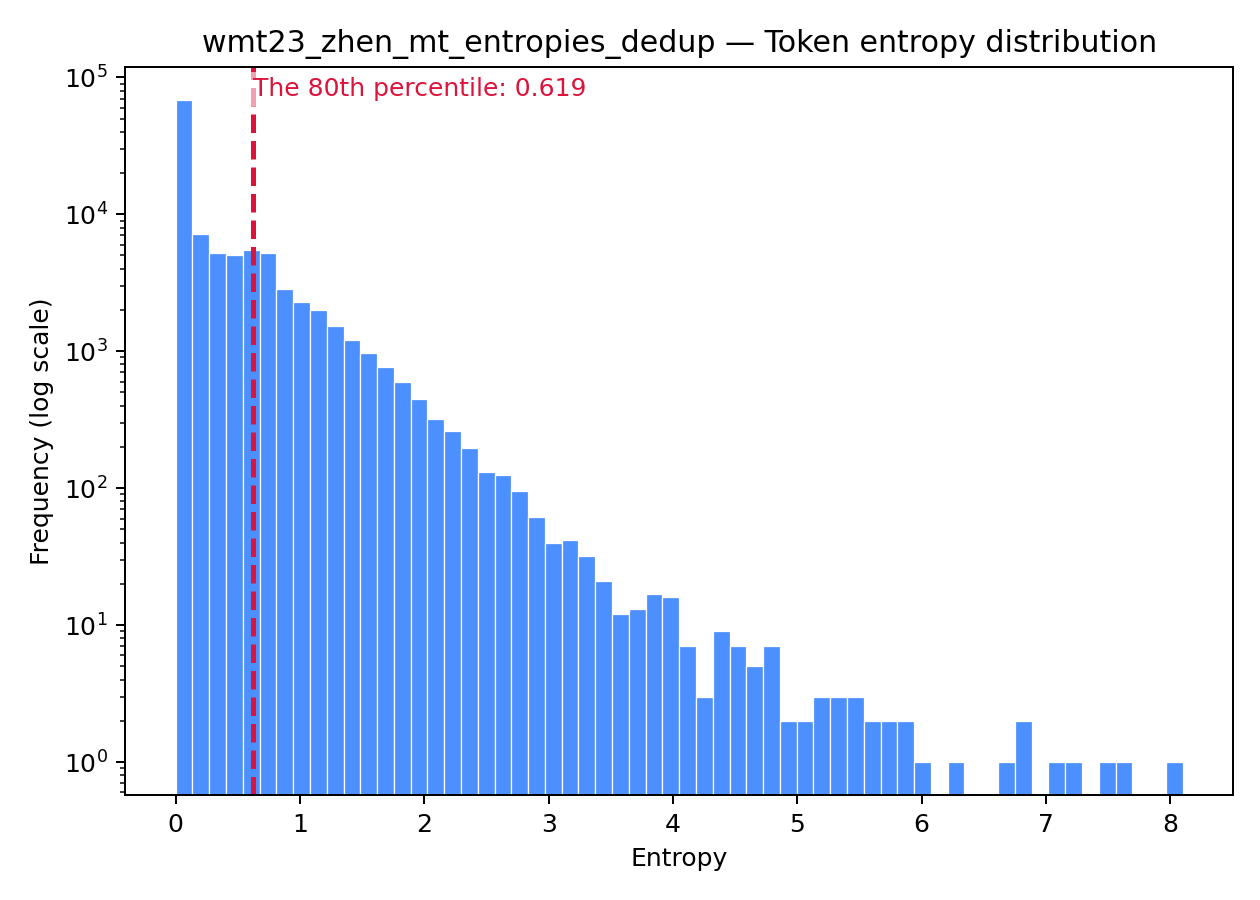 wmt23_zhen_mt_entropies_dedup — Token entropy distribution
The 80th percentile: 0.619
Frequency (log scale)
10⁵
10⁴
10³
10²
10¹
10⁰
0 1 2 3 4 5 6 7 8
Entropy